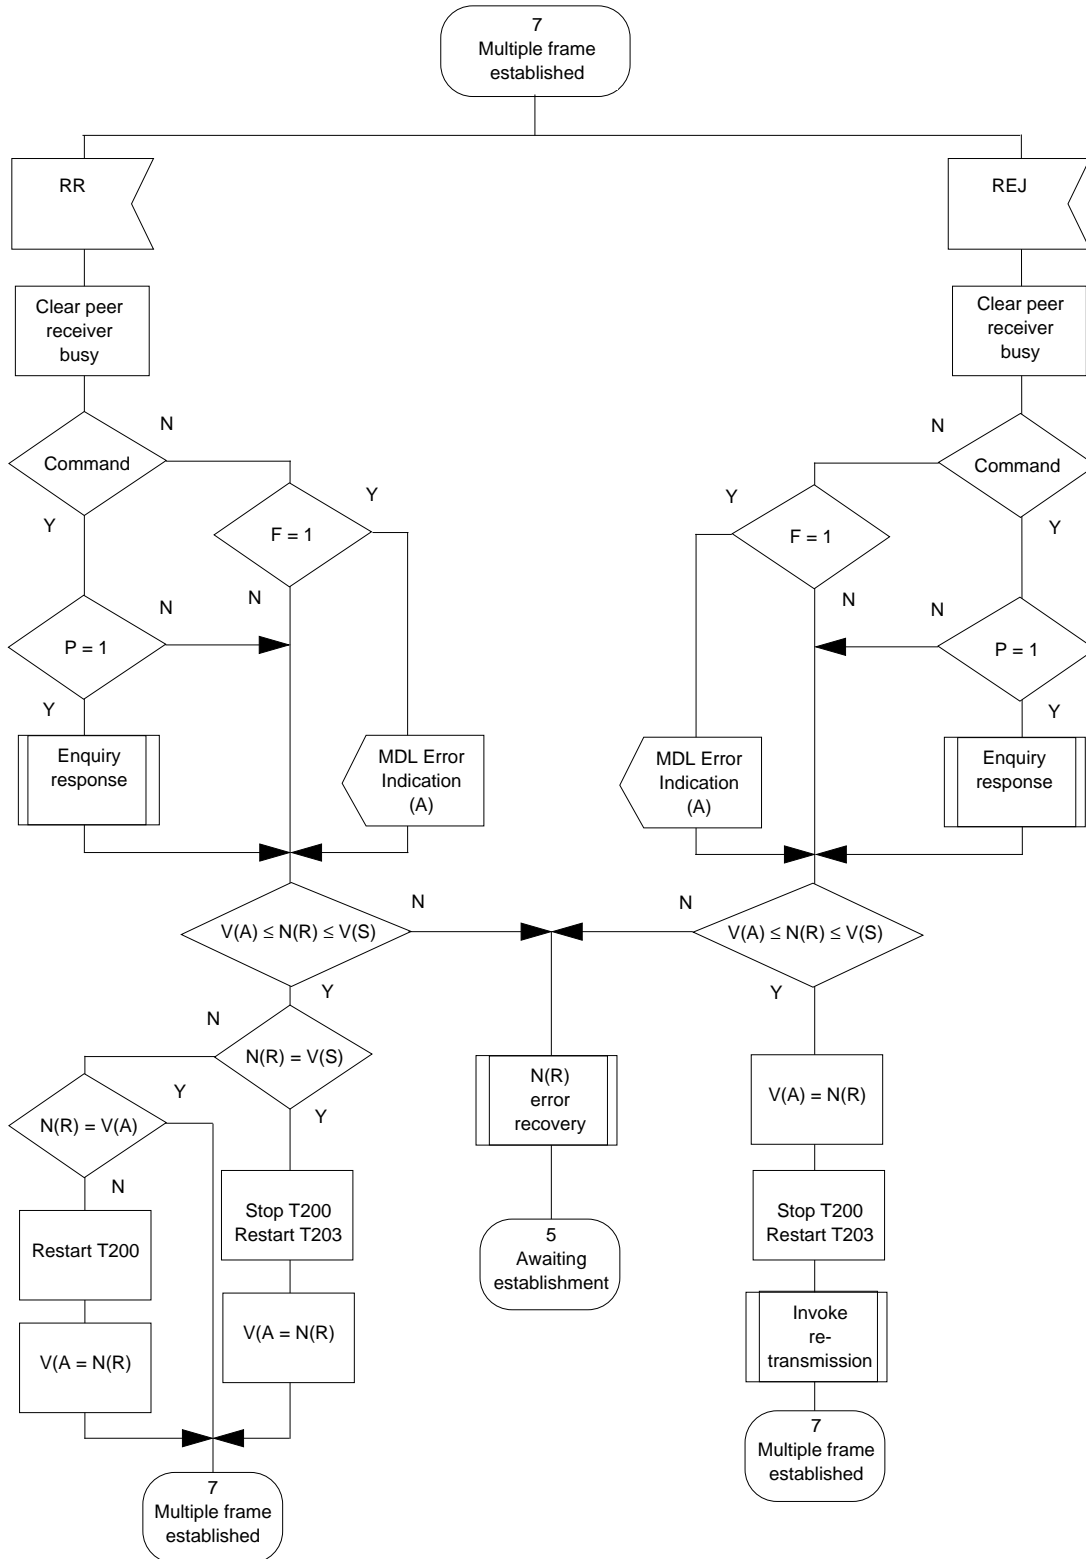 7
Multiple frame
established
RR
REJ
Clear peer
receiver
busy
Clear peer
receiver
busy
N
N
Command
Command
Y
Y
Y
Y
F = 1
F = 1
N
N
N
N
P = 1
P = 1
Y
Y
Enquiry
response
MDL Error
Indication
(A)
MDL Error
Indication
(A)
Enquiry
response
N
N
V(A) ≤ N(R) ≤ V(S)
V(A) ≤ N(R) ≤ V(S)
Y
Y
N
N(R) = V(S)
N(R)
error
recovery
V(A) = N(R)
Y
N(R) = V(A)
Y
N
Restart T200
Stop T200
Restart T203
5
Awaiting
establishment
Stop T200
Restart T203
V(A = N(R)
V(A = N(R)
Invoke
re-
transmission
7
Multiple frame
established
7
Multiple frame
established